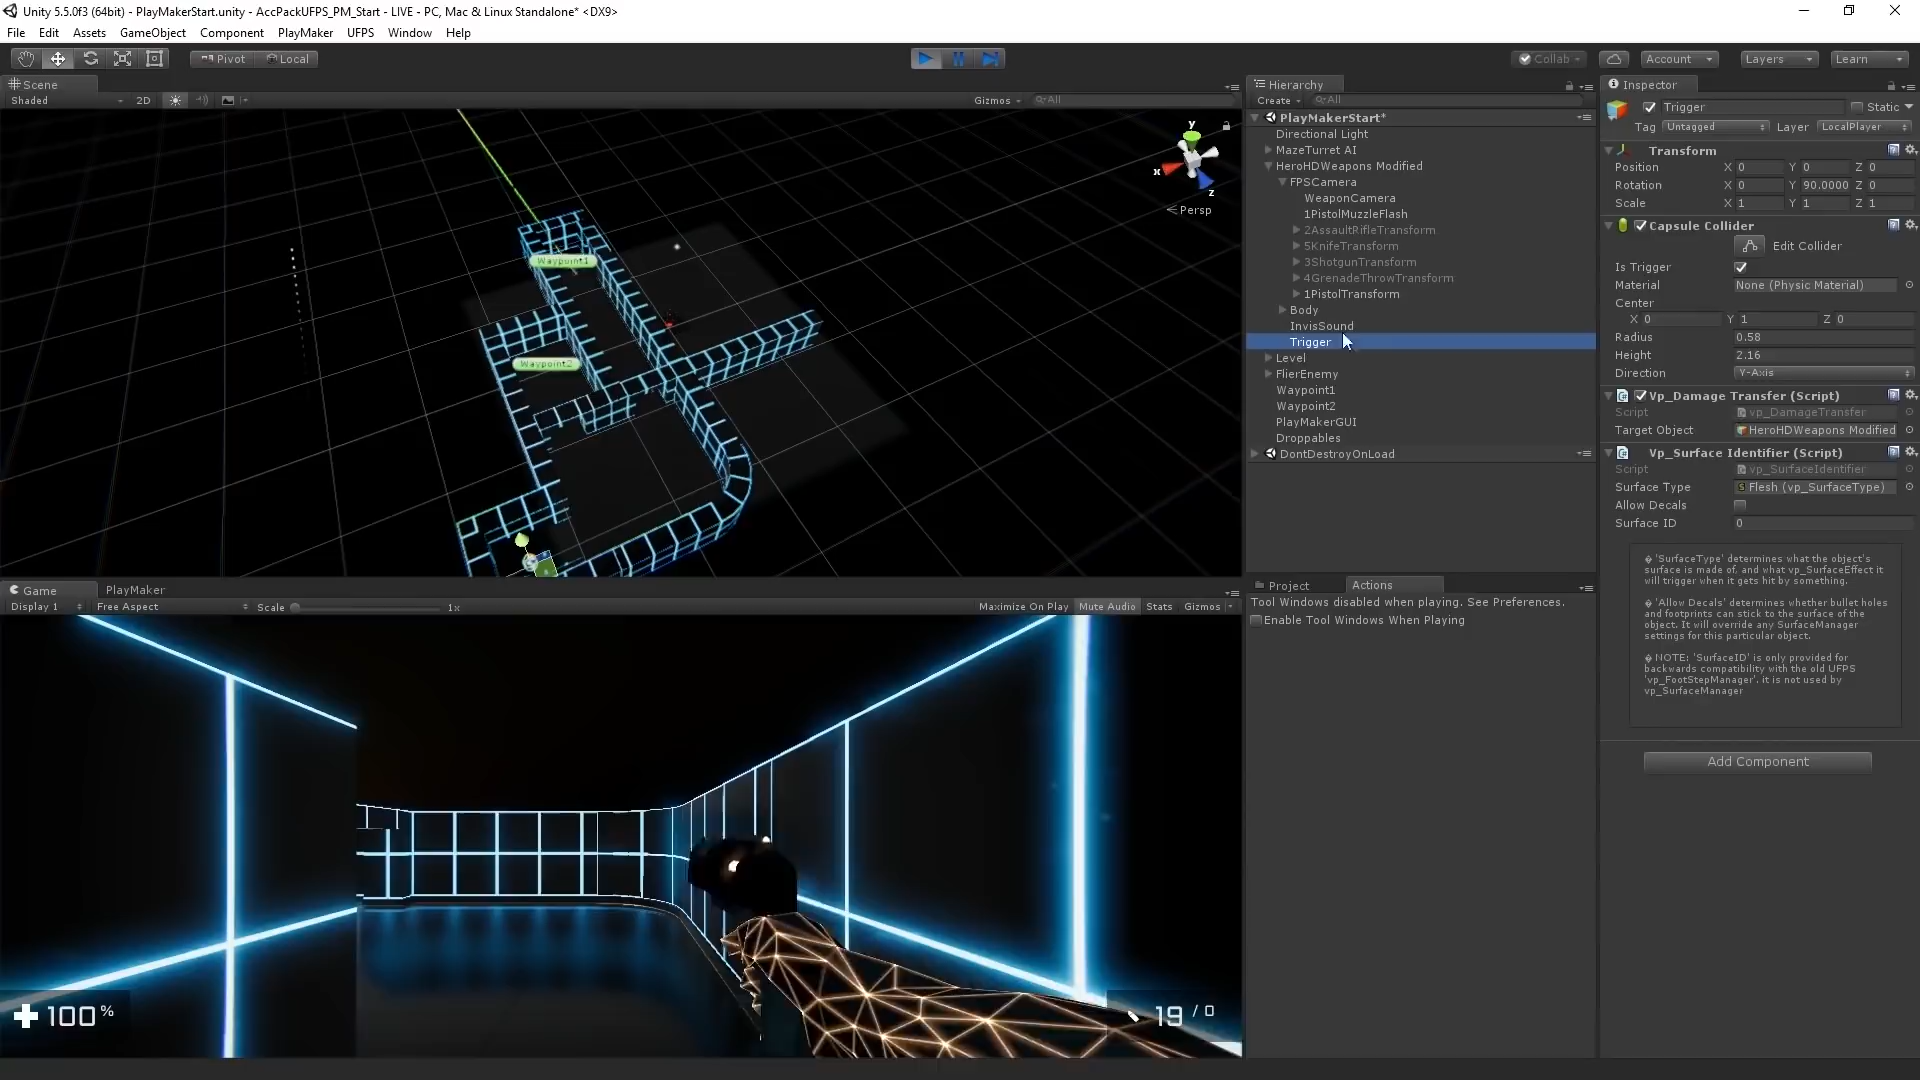 Unity 5.5.0f3 (64bit) - PlayMakerStart.unity - AccPackUFPS_PM_Start - LIVE - PC, Mac & Linux Standalone* <DX9>
File Edit Assets GameObject Component PlayMaker UFPS Window Help
Pivot Local Collab Account Layers Learn
Scene
Shaded 2D Gizmos All
y
x
z
Persp
Waypoint1
Waypoint2
Hierarchy
Create All
PlayMakerStart*
Directional Light
MazeTurret AI
HeroHDWeapons Modified
FPSCamera
WeaponCamera
1PistolMuzzleFlash
2AssaultRifleTransform
5KnifeTransform
3ShotgunTransform
4GrenadeThrowTransform
1PistolTransform
Body
InvisSound
Trigger
Level
FlierEnemy
Waypoint1
Waypoint2
PlayMakerGUI
Droppables
DontDestroyOnLoad
Inspector
Trigger Static
Tag Untagged Layer LocalPlayer
Transform
Position X 0 Y 0 Z 0
Rotation X 0 Y 90.0000 Z 0
Scale X 1 Y 1 Z 1
Capsule Collider
Edit Collider
Is Trigger
Material None (Physic Material)
Center
X 0 Y 1 Z 0
Radius 0.58
Height 2.16
Direction Y-Axis
Vp_Damage Transfer (Script)
Script vp_DamageTransfer
Target Object HeroHDWeapons Modified
Vp_Surface Identifier (Script)
Script vp_SurfaceIdentifier
Surface Type Flesh (vp_SurfaceType)
Allow Decals
Surface ID 0
� 'SurfaceType' determines what the object's
surface is made of. and what vp_SurfaceEffect it
will trigger when it gets hit by something.
� 'Allow Decals' determines whether bullet holes
and footprints can stick to the surface of the
object. It will override any SurfaceManager
settings for this particular object.
� NOTE: 'SurfaceID' is only provided for
backwards compatibility with the old UFPS
'vp_FootStepManager'. it is not used by
vp_SurfaceManager
Add Component
Game PlayMaker
Display 1 Free Aspect Scale 1x Maximize On Play Mute Audio Stats Gizmos
100%
19 / 0
Project Actions
Tool Windows disabled when playing. See Preferences.
Enable Tool Windows When Playing